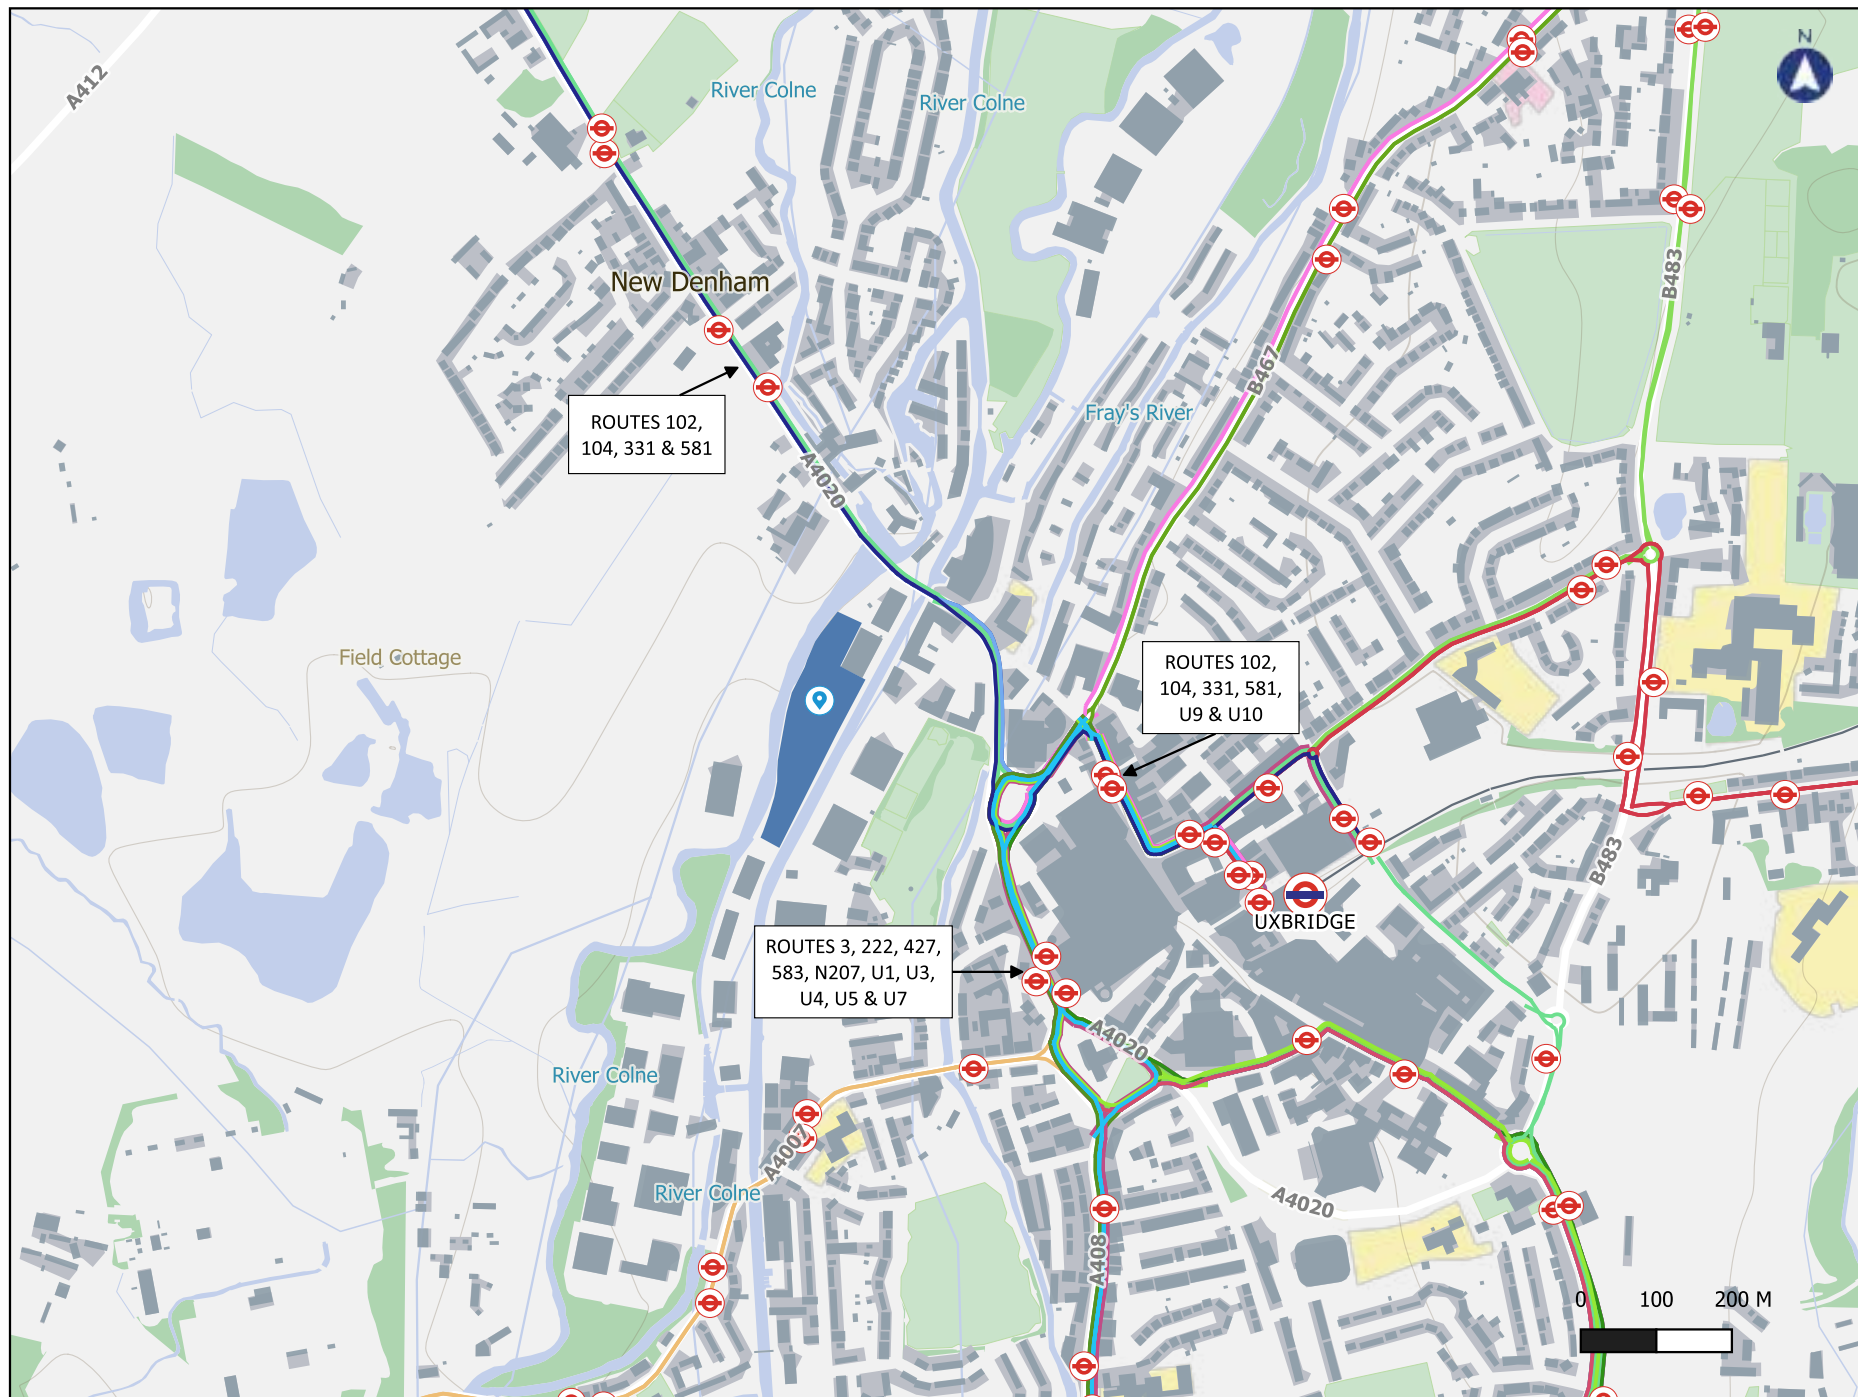 N
A412
River Colne
River Colne
B483
New Denham
B467
ROUTES 102,
104, 331 & 581
Fray's River
A4020
Field Cottage
ROUTES 102,
104, 331, 581,
U9 & U10
B483
UXBRIDGE
ROUTES 3, 222, 427,
583, N207, U1, U3,
U4, U5 & U7
A4020
River Colne
A4007
River Colne
A4020
A408
0 100 200 M